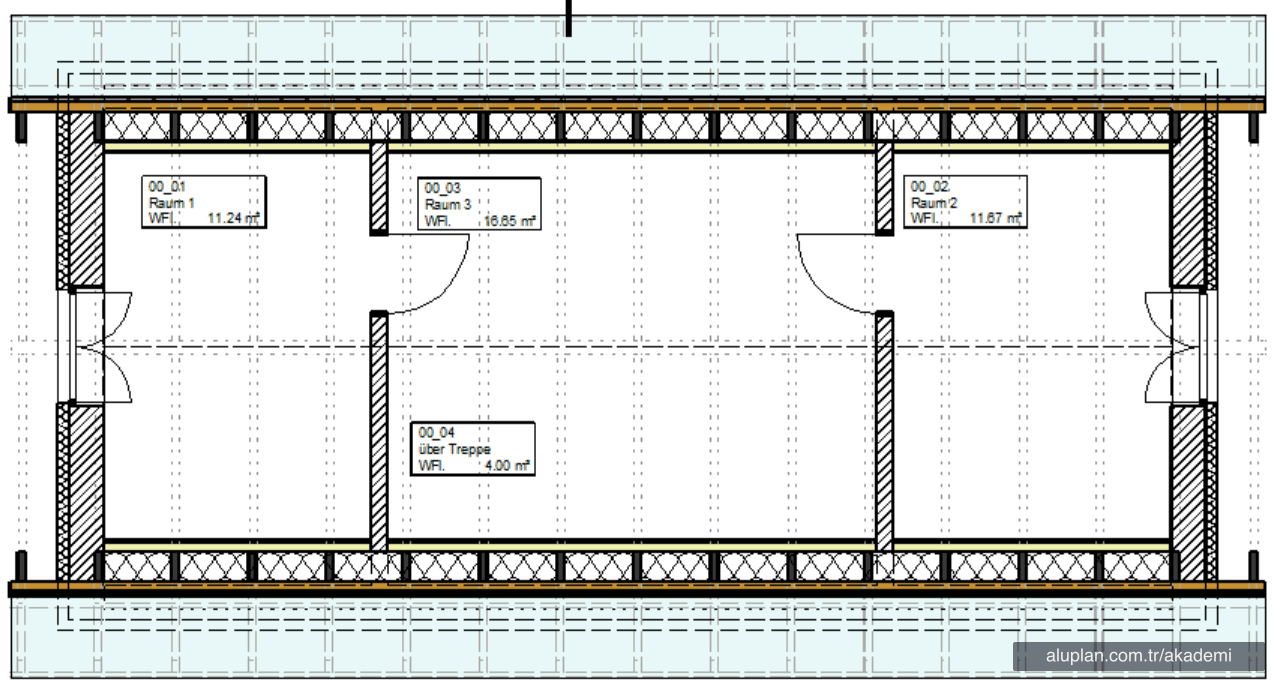 00_01
Raum 1
WFl. 11.24 m²
00_03
Raum 3
WFl. 16.65 m²
00_02
Raum 2
WFl. 11.67 m²
00_04
über Treppe
WFl. 4.00 m²
aluplan.com.tr/akademi